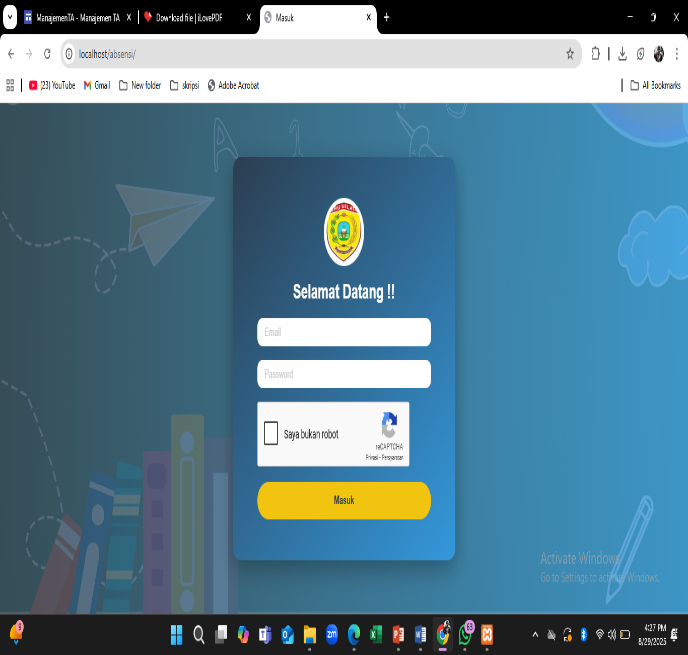 ManajemenTA - Manajemen TA
Download file | iLovePDF
Masuk
localhost/absensi/
(23) YouTube
Gmail
New folder
skripsi
Adobe Acrobat
All Bookmarks
Selamat Datang !!
Email
Password
Saya bukan robot
reCAPTCHA
Privasi - Persyaratan
Masuk
Activate Windows
Go to Settings to activate Windows.
4:27 PM
8/29/2025